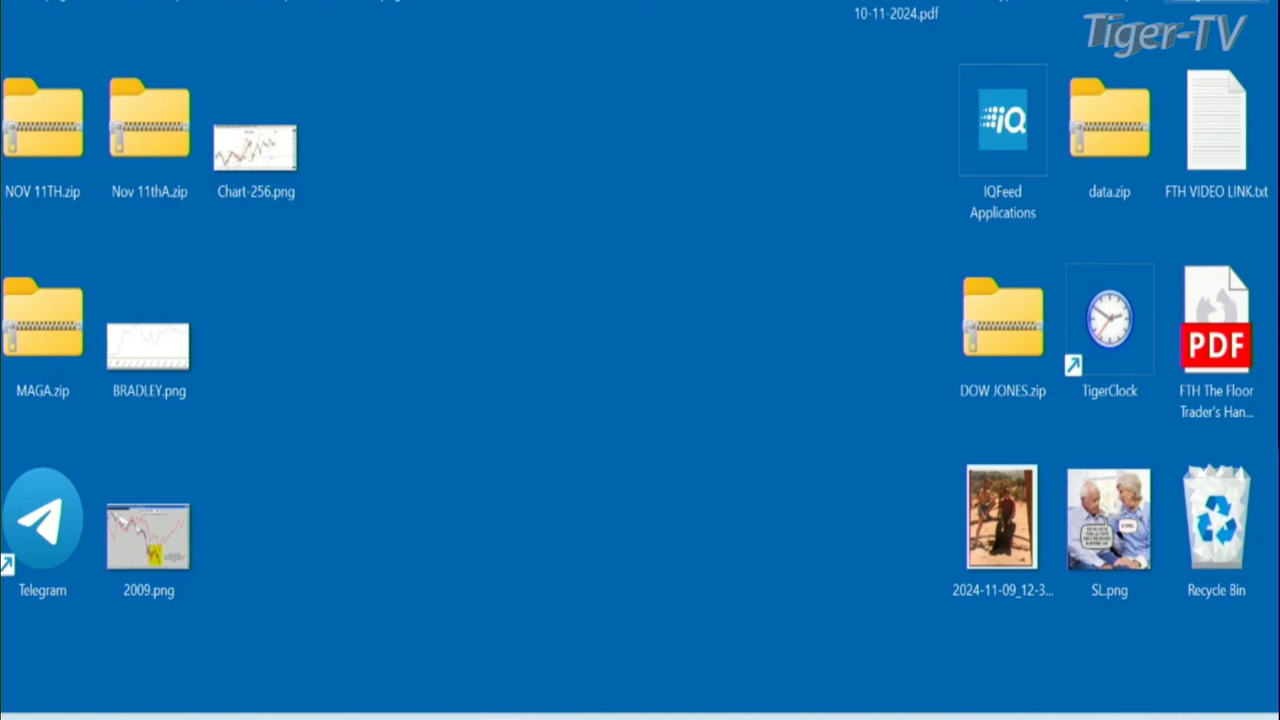 10-11-2024.pdf
Tiger-TV
iQ
NOV 11TH.zip
Nov 11thA.zip
Chart-256.png
IQFeed
Applications
data.zip
FTH VIDEO LINK.txt
PDF
MAGA.zip
BRADLEY.png
DOW JONES.zip
TigerClock
FTH The Floor
Trader's Han...
Telegram
2009.png
2024-11-09_12-3...
SL.png
Recycle Bin